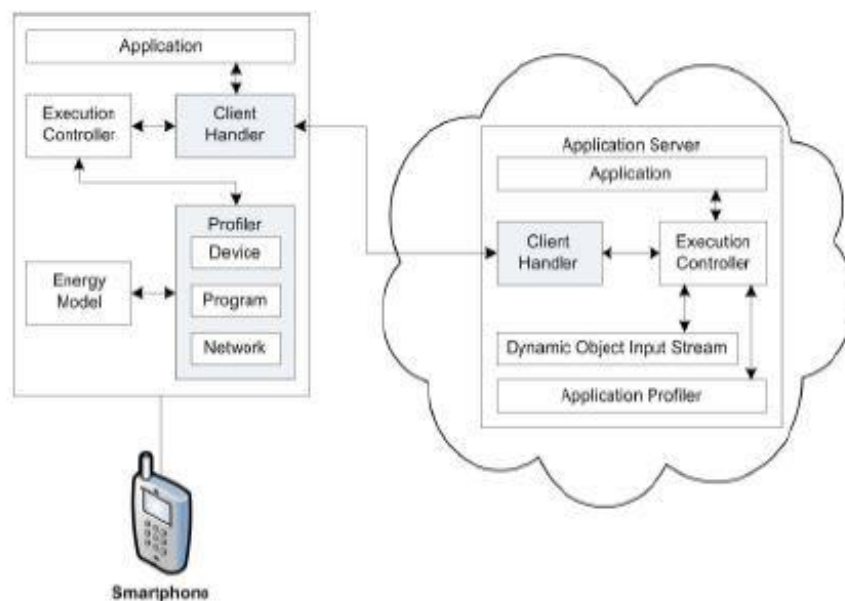 Application
Execution
Controller
Client
Handler
Profiler
Device
Energy
Model
Program
Network
Smartphone
Application Server
Application
Client
Handler
Execution
Controller
Dynamic Object Input Stream
Application Profiler